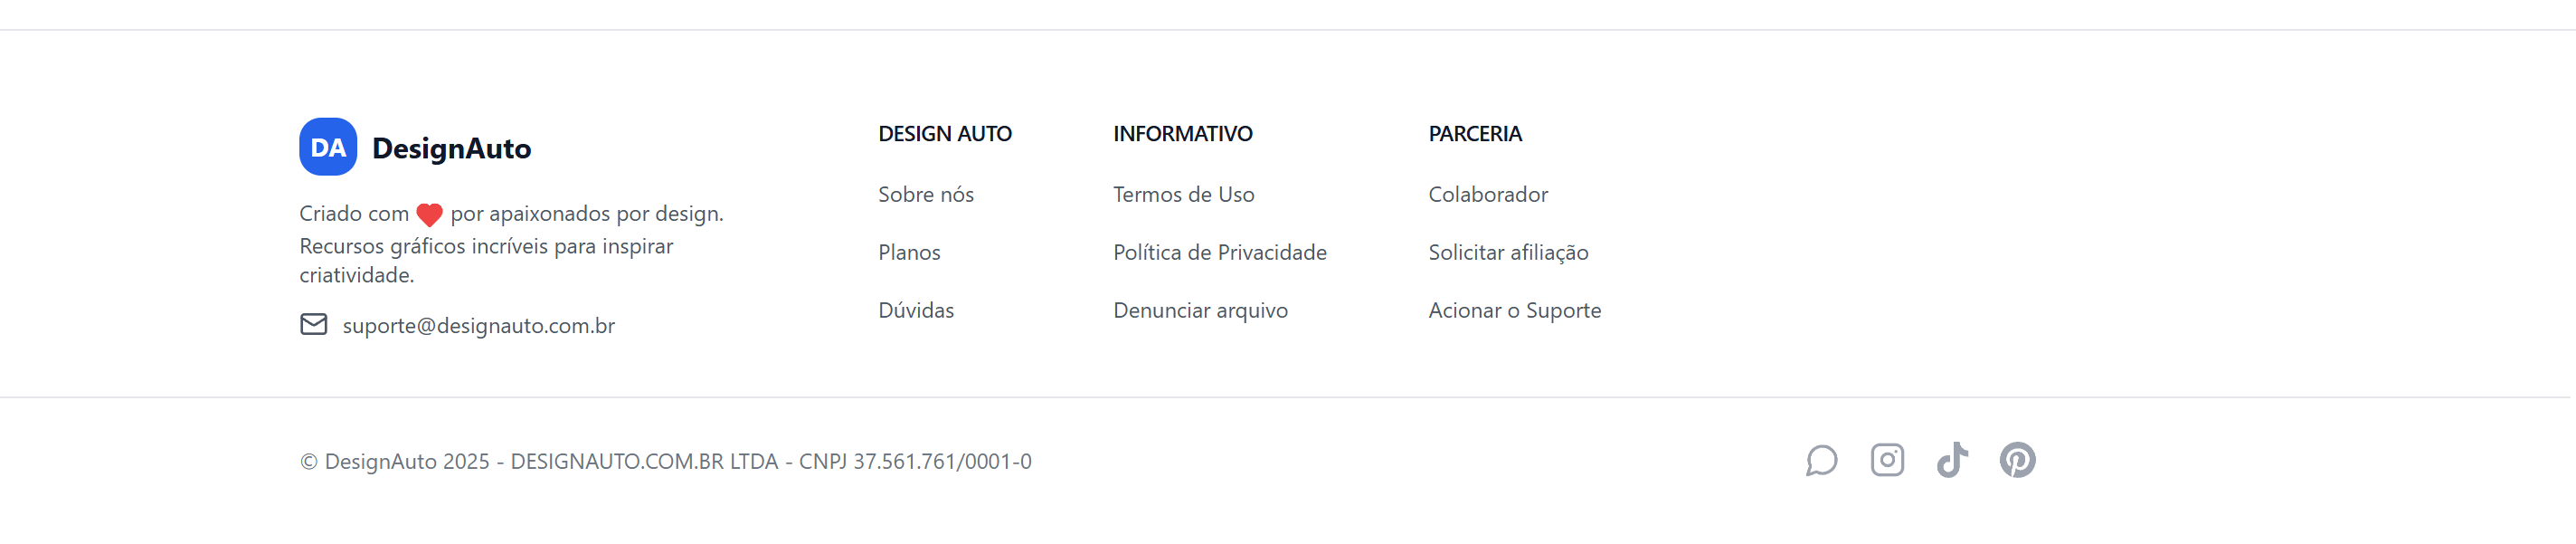 DA DesignAuto
Criado com ❤ por apaixonados por design.
Recursos gráficos incríveis para inspirar
criatividade.
suporte@designauto.com.br
DESIGN AUTO
Sobre nós
Planos
Dúvidas
INFORMATIVO
Termos de Uso
Política de Privacidade
Denunciar arquivo
PARCERIA
Colaborador
Solicitar afiliação
Acionar o Suporte
© DesignAuto 2025 - DESIGNAUTO.COM.BR LTDA - CNPJ 37.561.761/0001-0